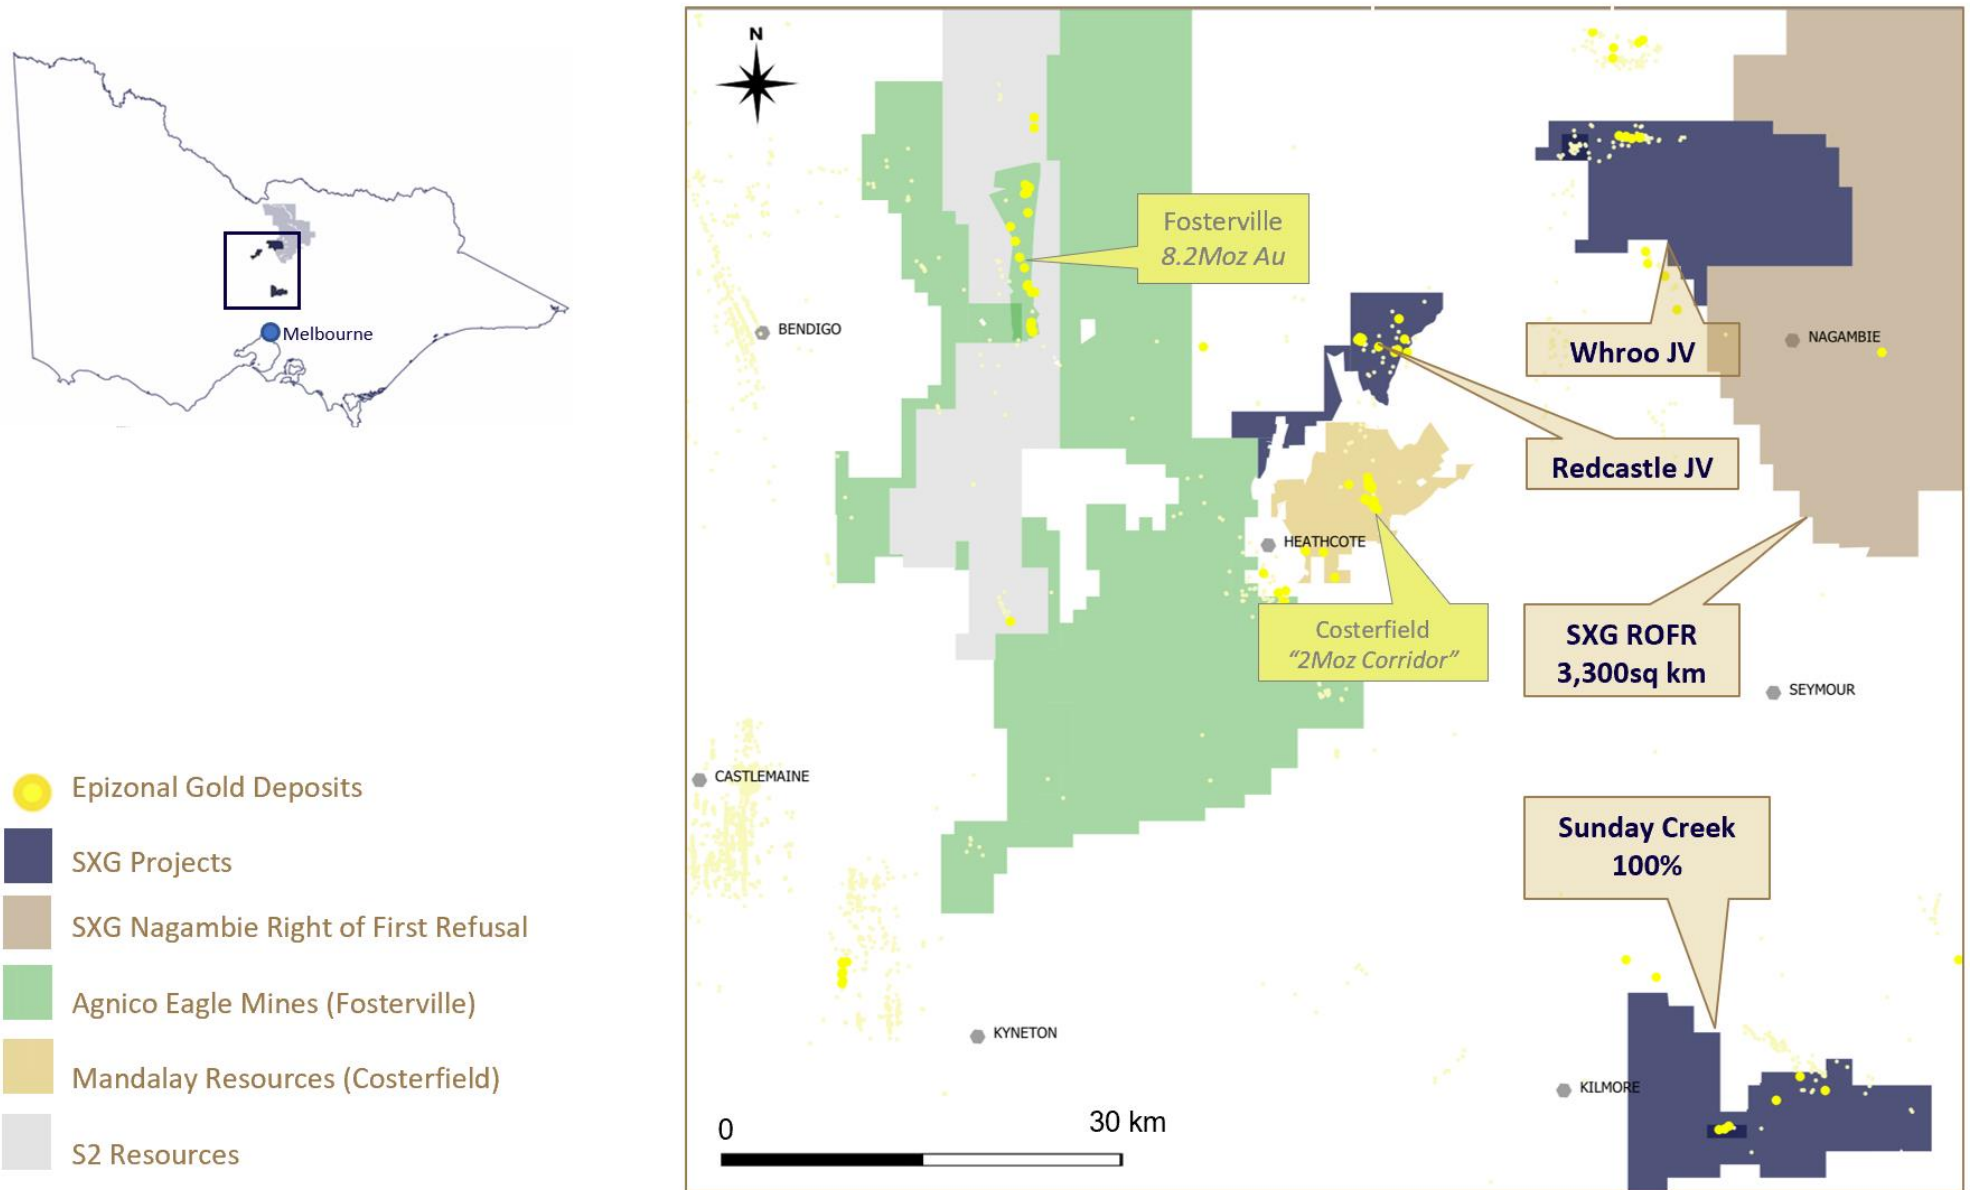 Melbourne
Epizonal Gold Deposits
SXG Projects
SXG Nagambie Right of First Refusal
Agnico Eagle Mines (Fosterville)
Mandalay Resources (Costerfield)
S2 Resources
N
Fosterville
8.2Moz Au
BENDIGO
NAGAMBIE
Whroo JV
Redcastle JV
HEATHCOTE
Costerfield
“2Moz Corridor”
SXG ROFR
3,300sq km
SEYMOUR
CASTLEMAINE
Sunday Creek
100%
KYNETON
KILMORE
0
30 km